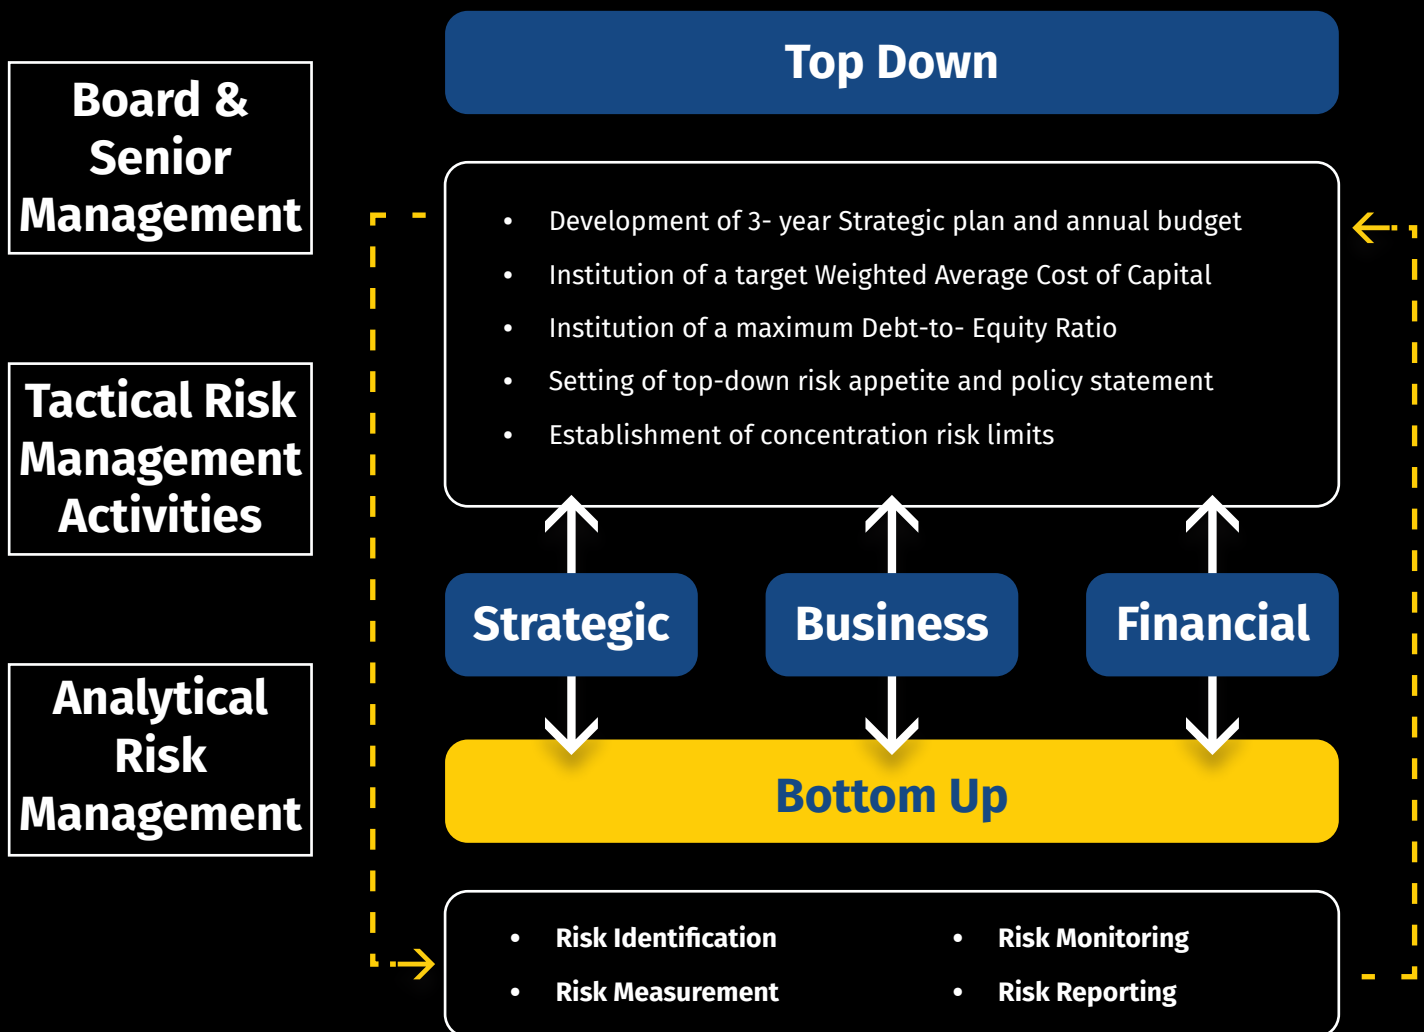 Top Down
Board &
Senior
Management
• Development of 3- year Strategic plan and annual budget
• Institution of a target Weighted Average Cost of Capital
• Institution of a maximum Debt-to- Equity Ratio
• Setting of top-down risk appetite and policy statement
• Establishment of concentration risk limits
Tactical Risk
Management
Activities
Strategic
Business
Financial
Analytical
Risk
Management
Bottom Up
• Risk Identification
• Risk Measurement
• Risk Monitoring
• Risk Reporting